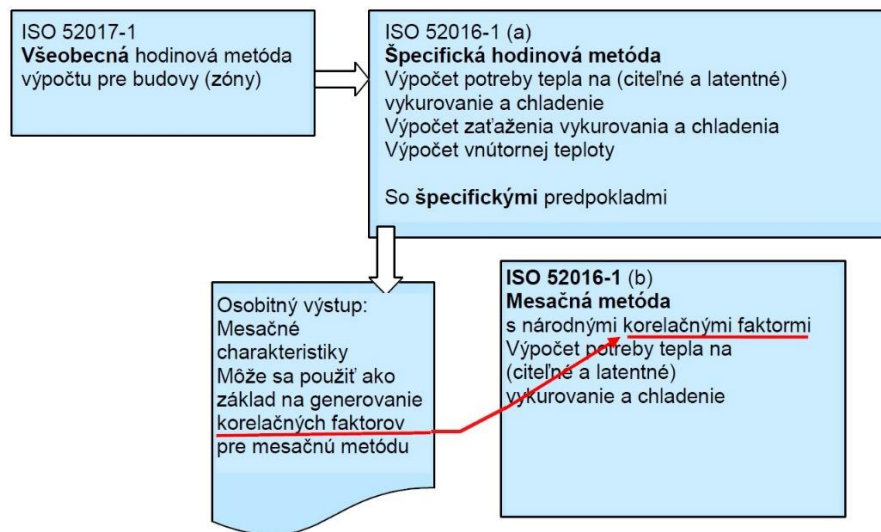 ISO 52017-1
Všeobecná hodinová metóda
výpočtu pre budovy (zóny)
ISO 52016-1 (a)
Špecifická hodinová metóda
Výpočet potreby tepla na (citeľné a latentné)
vykurovanie a chladenie
Výpočet zaťaženia vykurovania a chladenia
Výpočet vnútornej teploty
So špecifickými predpokladmi
Osobitný výstup:
Mesačné
charakteristiky
Môže sa použiť ako
základ na generovanie
korelačných faktorov
pre mesačnú metódu
ISO 52016-1 (b)
Mesačná metóda
s národnými korelačnými faktormi
Výpočet potreby tepla na
(citeľné a latentné)
vykurovanie a chladenie